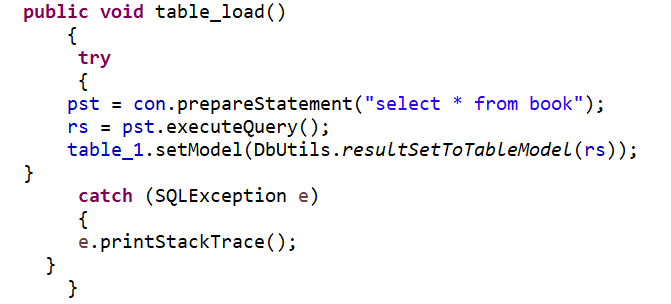 public void table_load()
{
try
{
pst = con.prepareStatement("select * from book");
rs = pst.executeQuery();
table_1.setModel(DbUtils.resultSetToTableModel(rs));
}
catch (SQLException e)
{
e.printStackTrace();
}
}